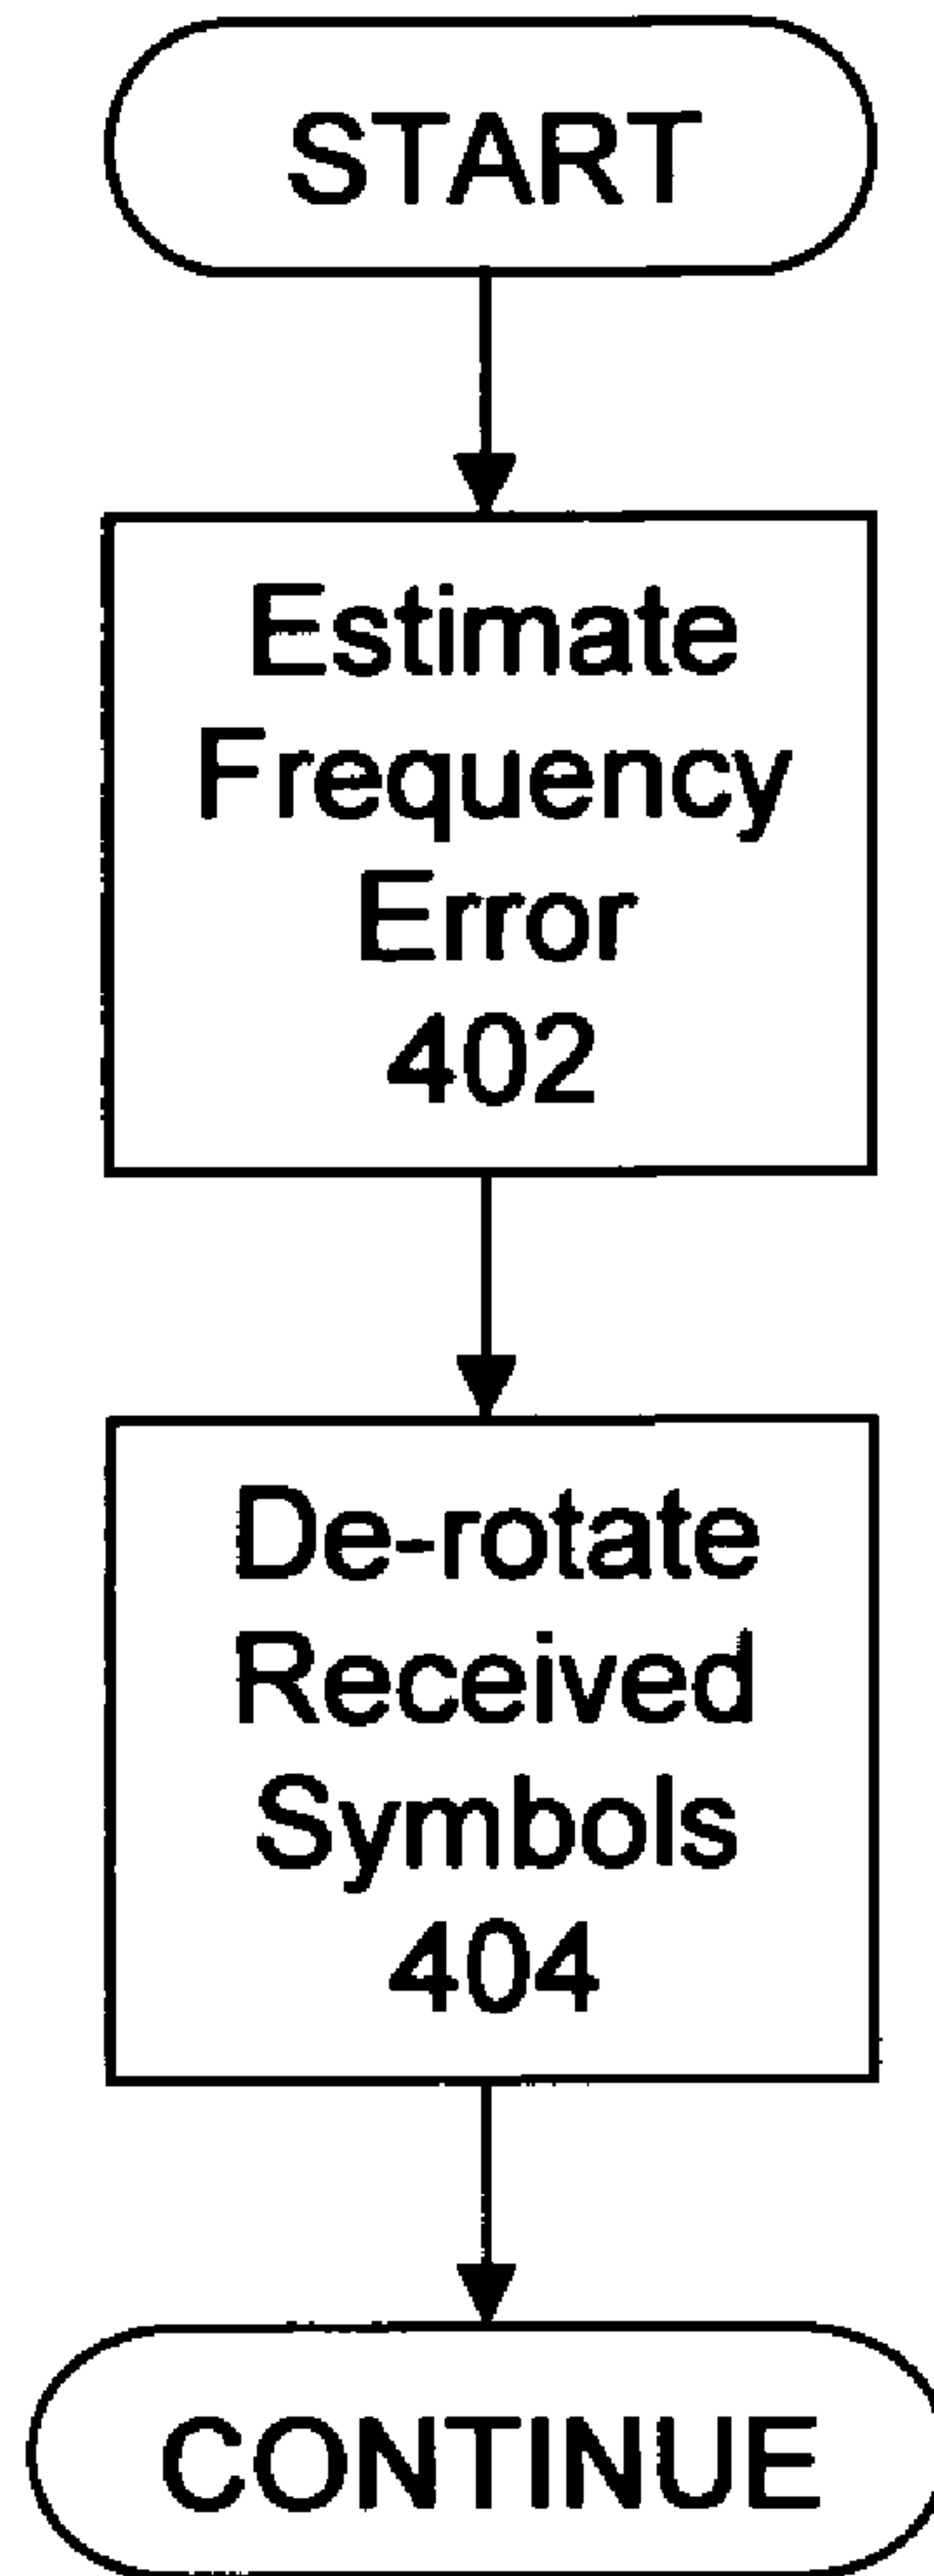 START
Estimate
Frequency
Error
402
De-rotate
Received
Symbols
404
CONTINUE